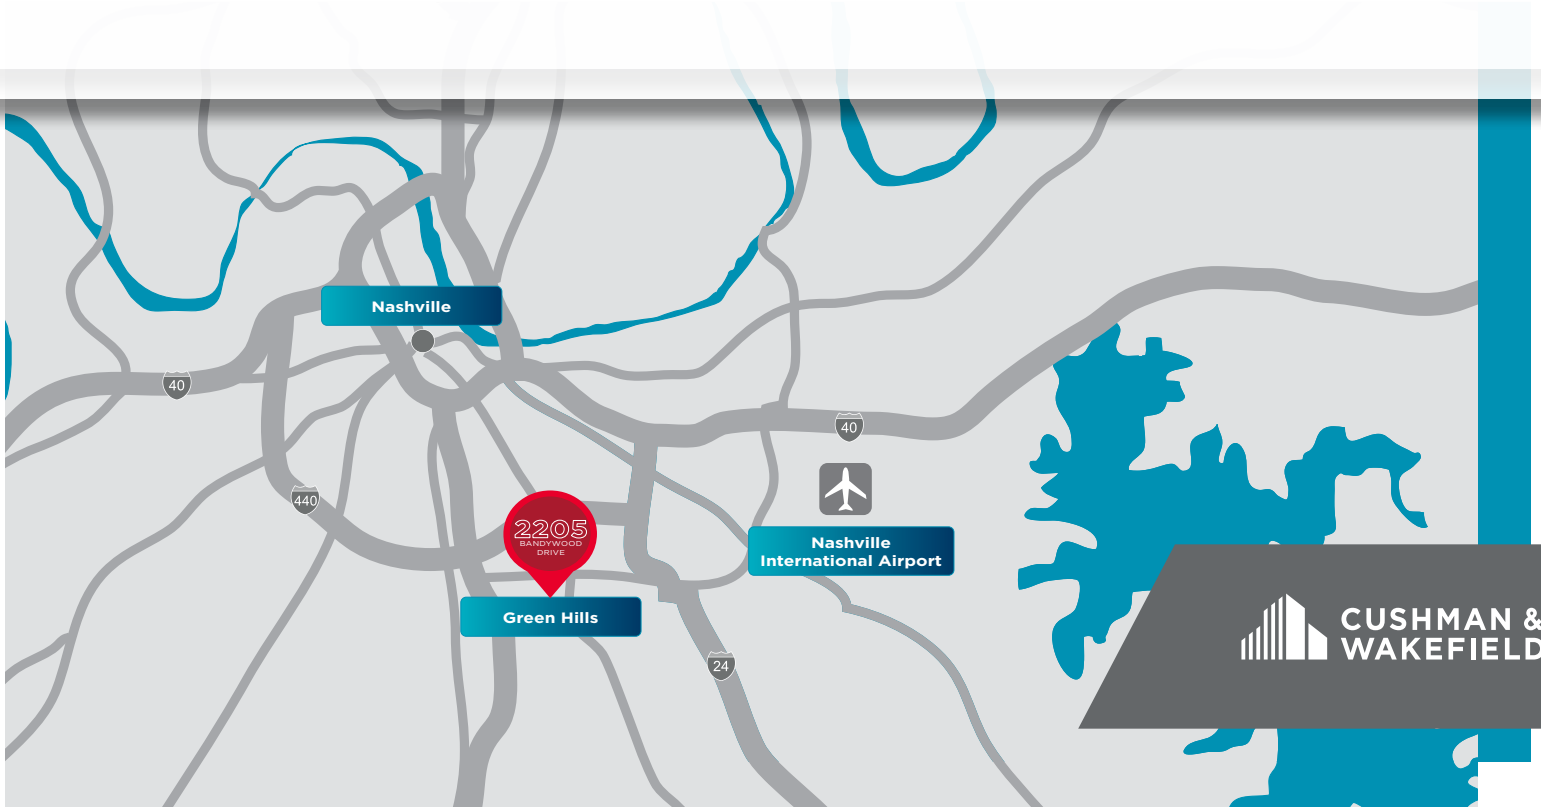 Nashville
40
40
440
2205
BANDYWOOD
DRIVE
Nashville
International Airport
Green Hills
24
CUSHMAN &
WAKEFIELD